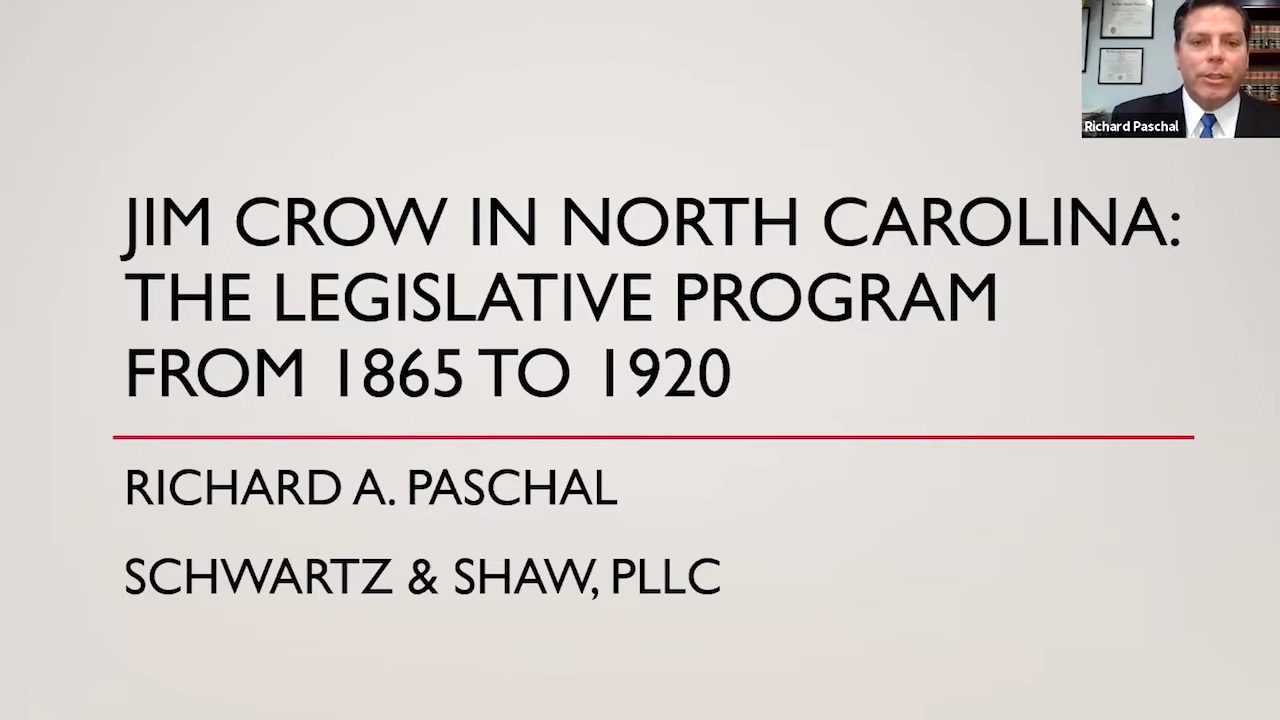 Richard Paschal
JIM CROW IN NORTH CAROLINA:
THE LEGISLATIVE PROGRAM
FROM 1865 TO 1920
RICHARD A. PASCHAL
SCHWARTZ & SHAW, PLLC